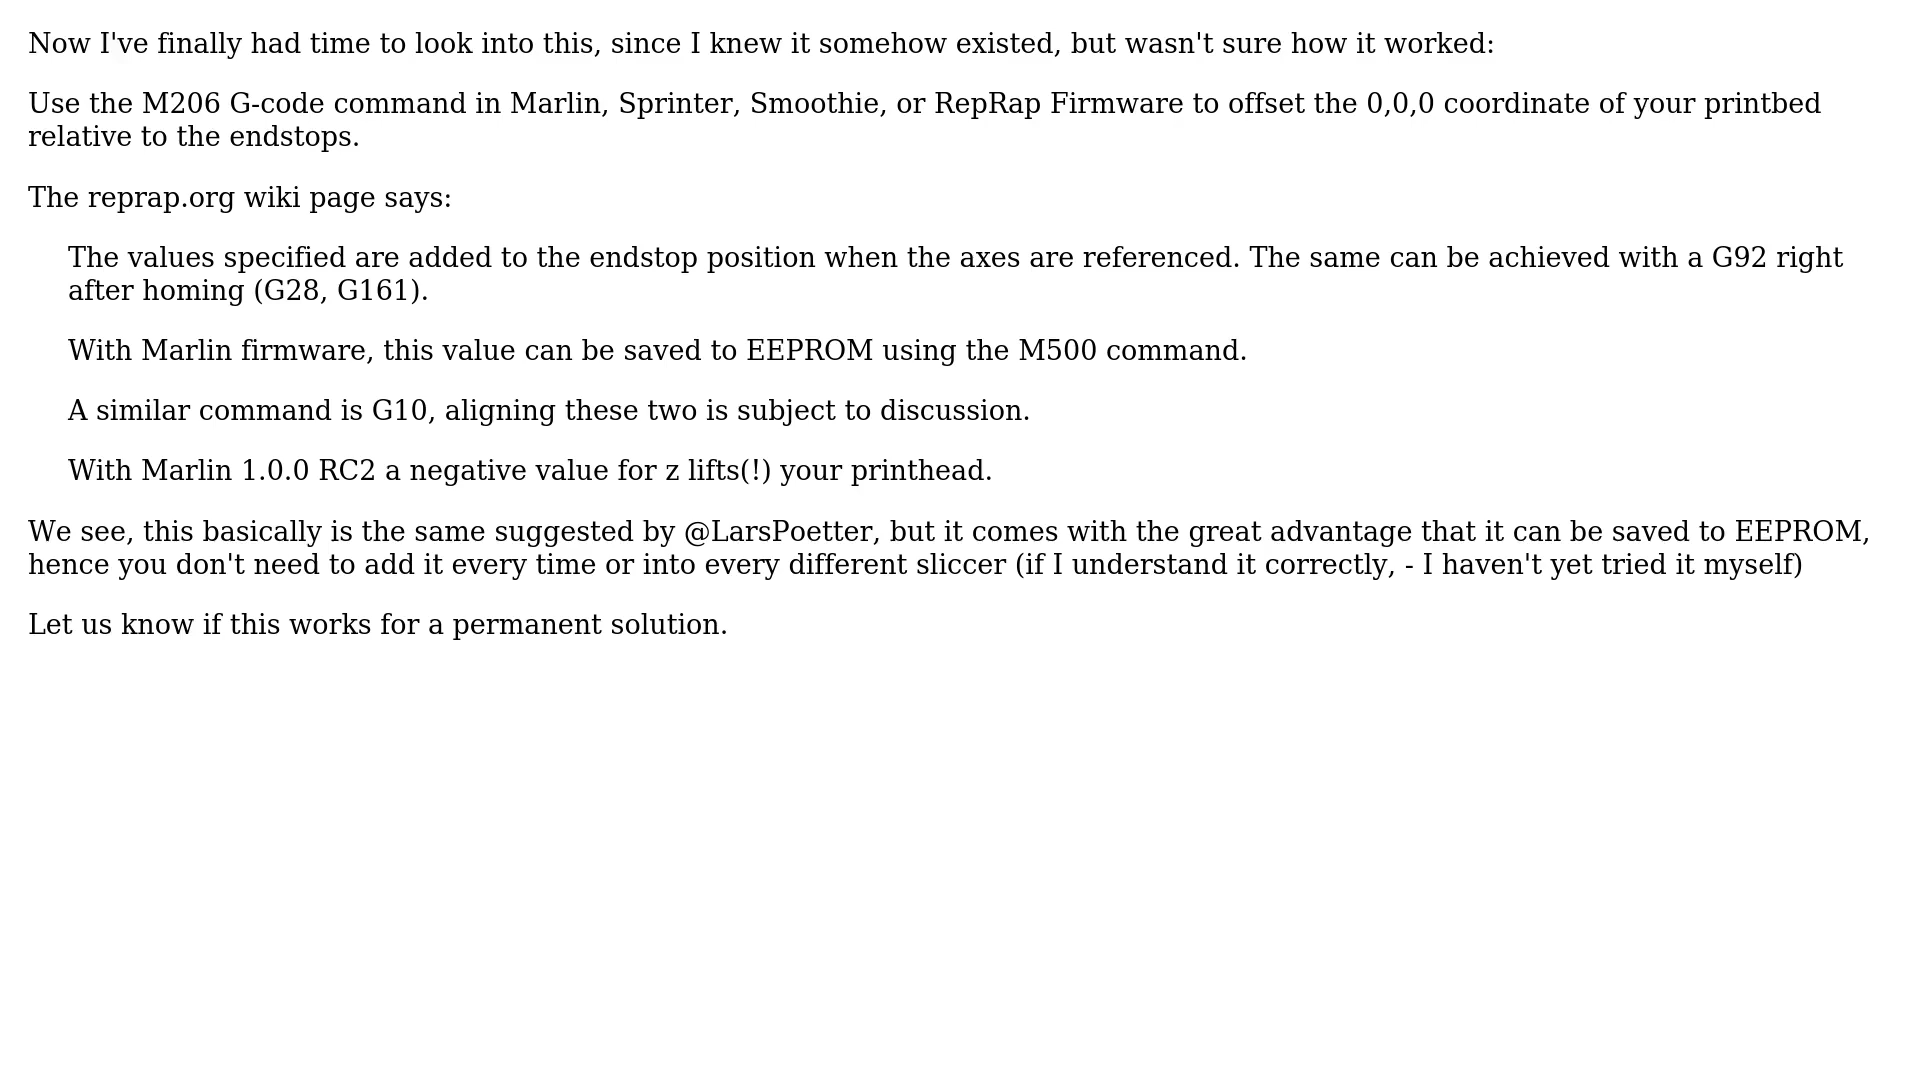 Now I've finally had time to look into this, since I knew it somehow existed, but wasn't sure how it worked:
Use the M206 G-code command in Marlin, Sprinter, Smoothie, or RepRap Firmware to offset the 0,0,0 coordinate of your printbed
relative to the endstops.
The reprap.org wiki page says:
The values specified are added to the endstop position when the axes are referenced. The same can be achieved with a G92 right
after homing (G28, G161).
With Marlin firmware, this value can be saved to EEPROM using the M500 command.
A similar command is G10, aligning these two is subject to discussion.
With Marlin 1.0.0 RC2 a negative value for z lifts(!) your printhead.
We see, this basically is the same suggested by @LarsPoetter, but it comes with the great advantage that it can be saved to EEPROM,
hence you don't need to add it every time or into every different sliccer (if I understand it correctly, - I haven't yet tried it myself)
Let us know if this works for a permanent solution.